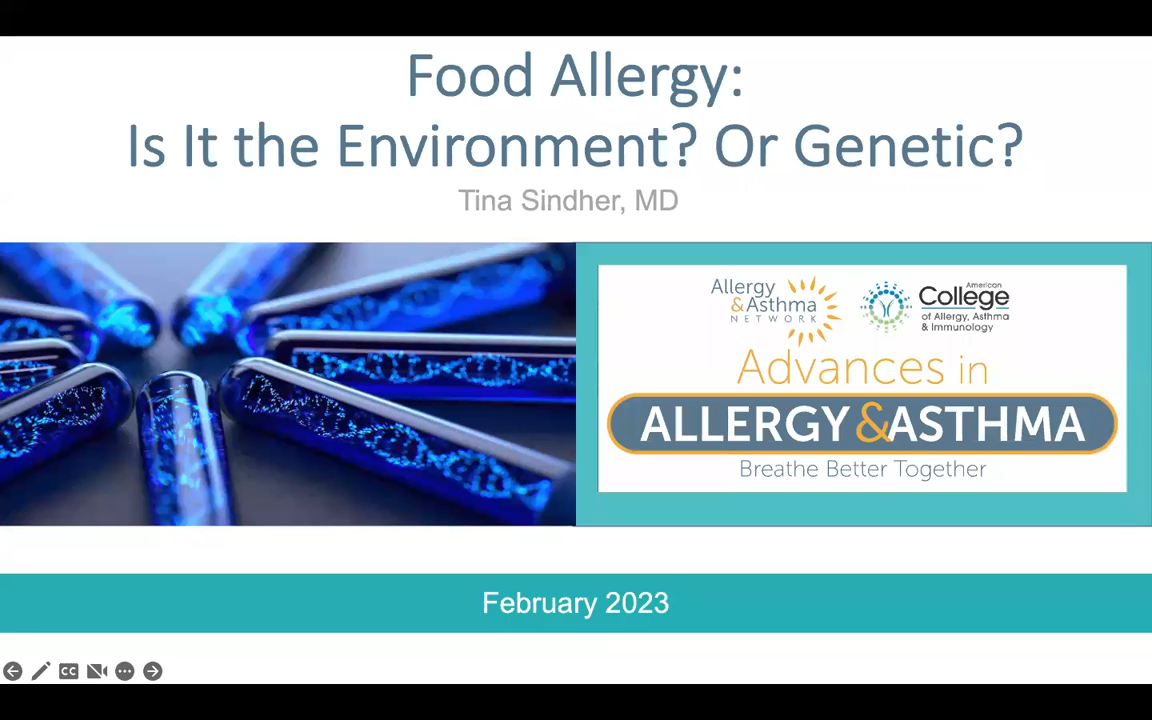 Food Allergy:
Is It the Environment? Or Genetic?
Tina Sindher, MD
Allergy
&Asthma
NETWORK
American
College
of Allergy, Asthma
& Immunology
Advances in
ALLERGY&ASTHMA
Breathe Better Together
February 2023
CC